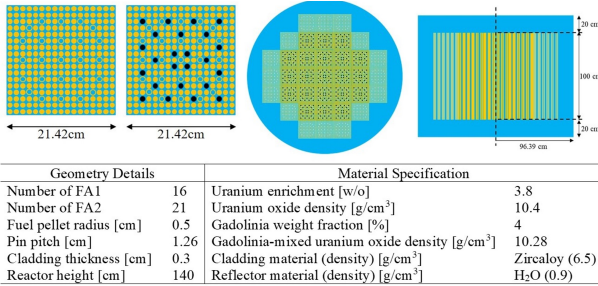 20 cm
100 cm
20 cm
21.42cm
21.42cm
96.39 cm
Geometry Details
Material Specification
Number of FA1 16 Uranium enrichment [w/o] 3.8
Number of FA2 21 Uranium oxide density [g/cm³] 10.4
Fuel pellet radius [cm] 0.5 Gadolinia weight fraction [%] 4
Pin pitch [cm] 1.26 Gadolinia-mixed uranium oxide density [g/cm³] 10.28
Cladding thickness [cm] 0.3 Cladding material (density) [g/cm³] Zircaloy (6.5)
Reactor height [cm] 140 Reflector material (density) [g/cm³] H₂O (0.9)